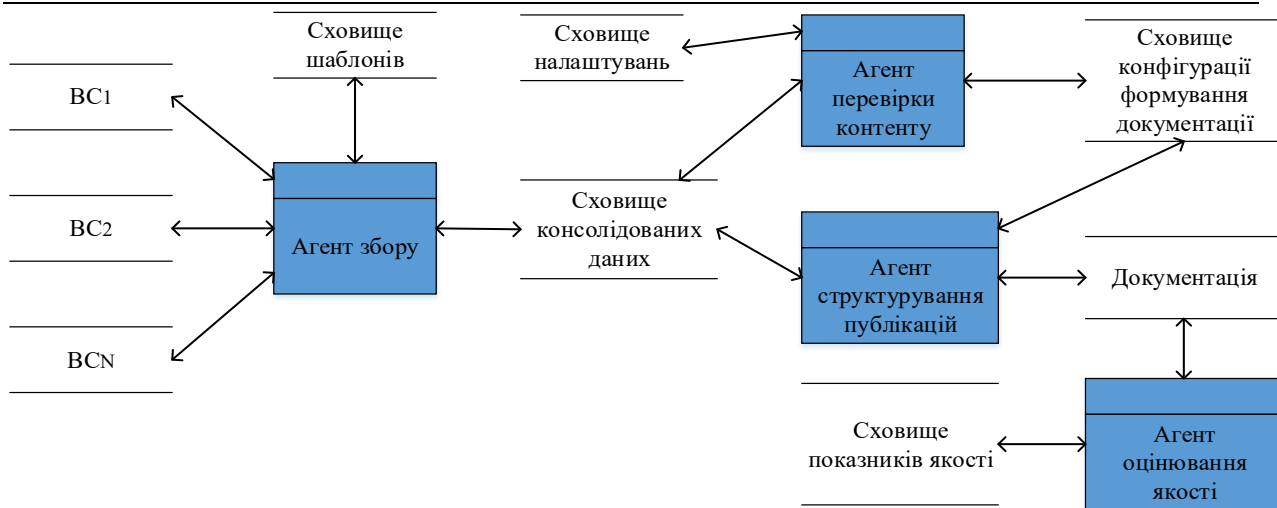 ВС1
ВС2
ВСN
Сховище
шаблонів
Агент збору
Сховище
налаштувань
Сховище
консолідованих
даних
Агент
перевірки
контенту
Агент
структурування
публікацій
Сховище
показників якості
Сховище
конфігурації
формування
документації
Документація
Агент
оцінювання
якості